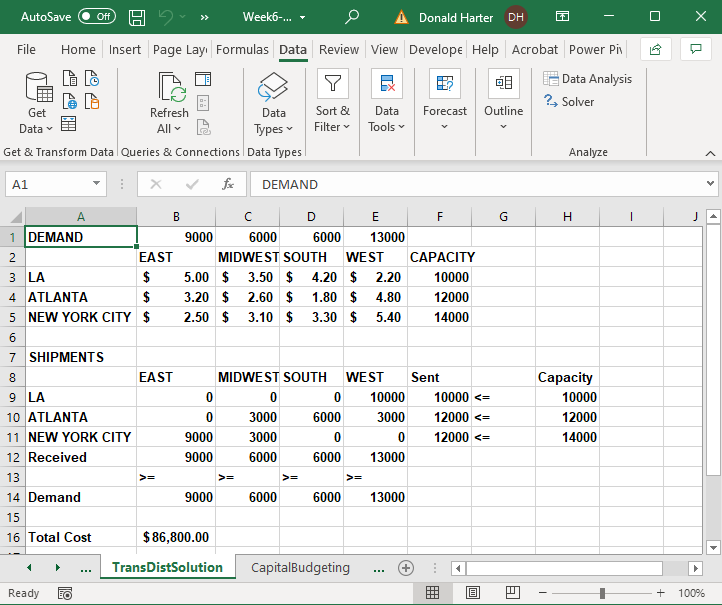 AutoSave Off Week6-... Donald Harter DH
File Home Insert Page Lay Formulas Data Review View Develope Help Acrobat Power Piv
Get Data Refresh All Data Types Sort & Filter Data Tools Forecast Outline Data Analysis Solver
Get & Transform Data Queries & Connections Data Types Analyze
A1 fx DEMAND
A B C D E F G H I J
1 DEMAND 9000 6000 6000 13000
2 EAST MIDWEST SOUTH WEST CAPACITY
3 LA $ 5.00 $ 3.50 $ 4.20 $ 2.20 10000
4 ATLANTA $ 3.20 $ 2.60 $ 1.80 $ 4.80 12000
5 NEW YORK CITY $ 2.50 $ 3.10 $ 3.30 $ 5.40 14000
6
7 SHIPMENTS
8 EAST MIDWEST SOUTH WEST Sent Capacity
9 LA 0 0 0 10000 10000 <= 10000
10 ATLANTA 0 3000 6000 3000 12000 <= 12000
11 NEW YORK CITY 9000 3000 0 0 12000 <= 14000
12 Received 9000 6000 6000 13000
13 >= >= >= >=
14 Demand 9000 6000 6000 13000
15
16 Total Cost $86,800.00
... TransDistSolution CapitalBudgeting ...
Ready 100%